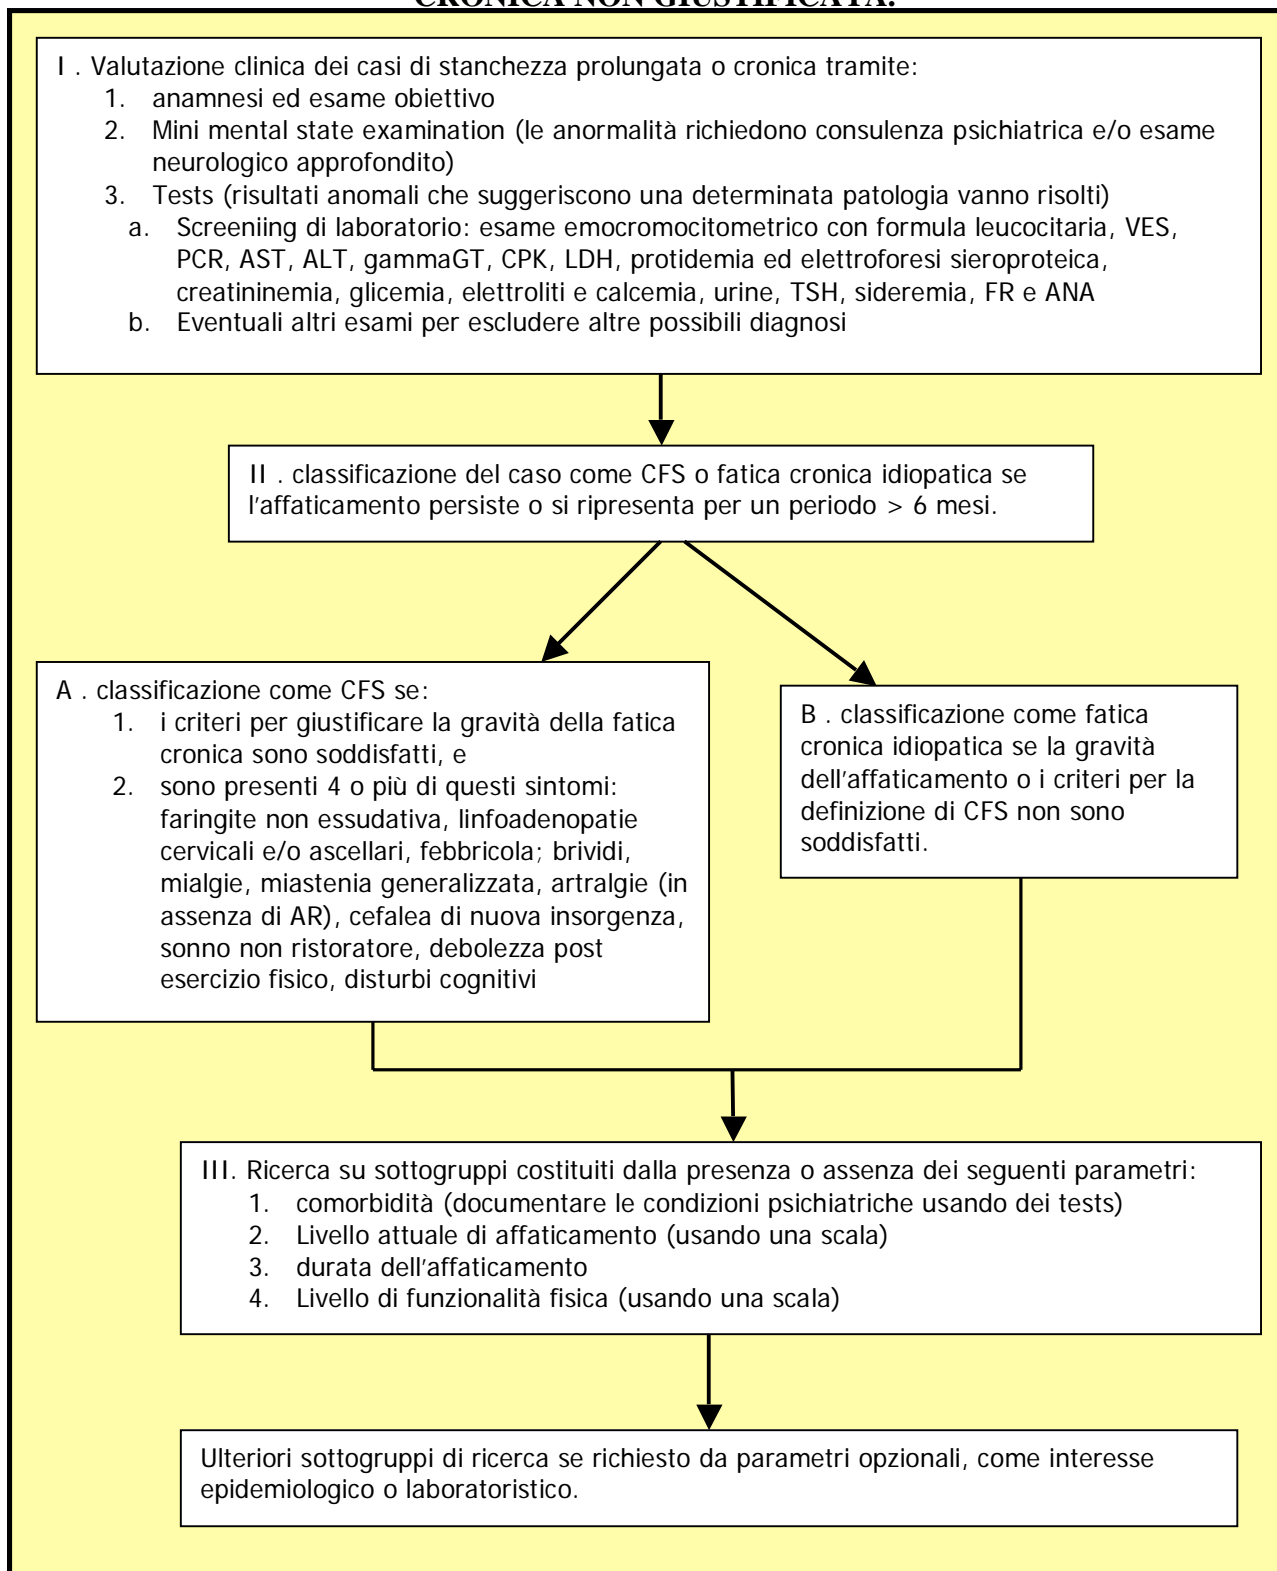 CRONICA NON GIUSTIFICATA.
I . Valutazione clinica dei casi di stanchezza prolungata o cronica tramite:
1. anamnesi ed esame obiettivo
2. Mini mental state examination (le anormalità richiedono consulenza psichiatrica e/o esame
neurologico approfondito)
3. Tests (risultati anomali che suggeriscono una determinata patologia vanno risolti)
a. Screeniing di laboratorio: esame emocromocitometrico con formula leucocitaria, VES,
PCR, AST, ALT, gammaGT, CPK, LDH, protidemia ed elettroforesi sieroproteica,
creatininemia, glicemia, elettroliti e calcemia, urine, TSH, sideremia, FR e ANA
b. Eventuali altri esami per escludere altre possibili diagnosi
II . classificazione del caso come CFS o fatica cronica idiopatica se
l'affaticamento persiste o si ripresenta per un periodo > 6 mesi.
A . classificazione come CFS se:
1. i criteri per giustificare la gravità della fatica
cronica sono soddisfatti, e
2. sono presenti 4 o più di questi sintomi:
faringite non essudativa, linfoadenopatie
cervicali e/o ascellari, febbricola; brividi,
mialgie, miastenia generalizzata, artralgie (in
assenza di AR), cefalea di nuova insorgenza,
sonno non ristoratore, debolezza post
esercizio fisico, disturbi cognitivi
B . classificazione come fatica
cronica idiopatica se la gravità
dell'affaticamento o i criteri per la
definizione di CFS non sono
soddisfatti.
III. Ricerca su sottogruppi costituiti dalla presenza o assenza dei seguenti parametri:
1. comorbidità (documentare le condizioni psichiatriche usando dei tests)
2. Livello attuale di affaticamento (usando una scala)
3. durata dell'affaticamento
4. Livello di funzionalità fisica (usando una scala)
Ulteriori sottogruppi di ricerca se richiesto da parametri opzionali, come interesse
epidemiologico o laboratoristico.